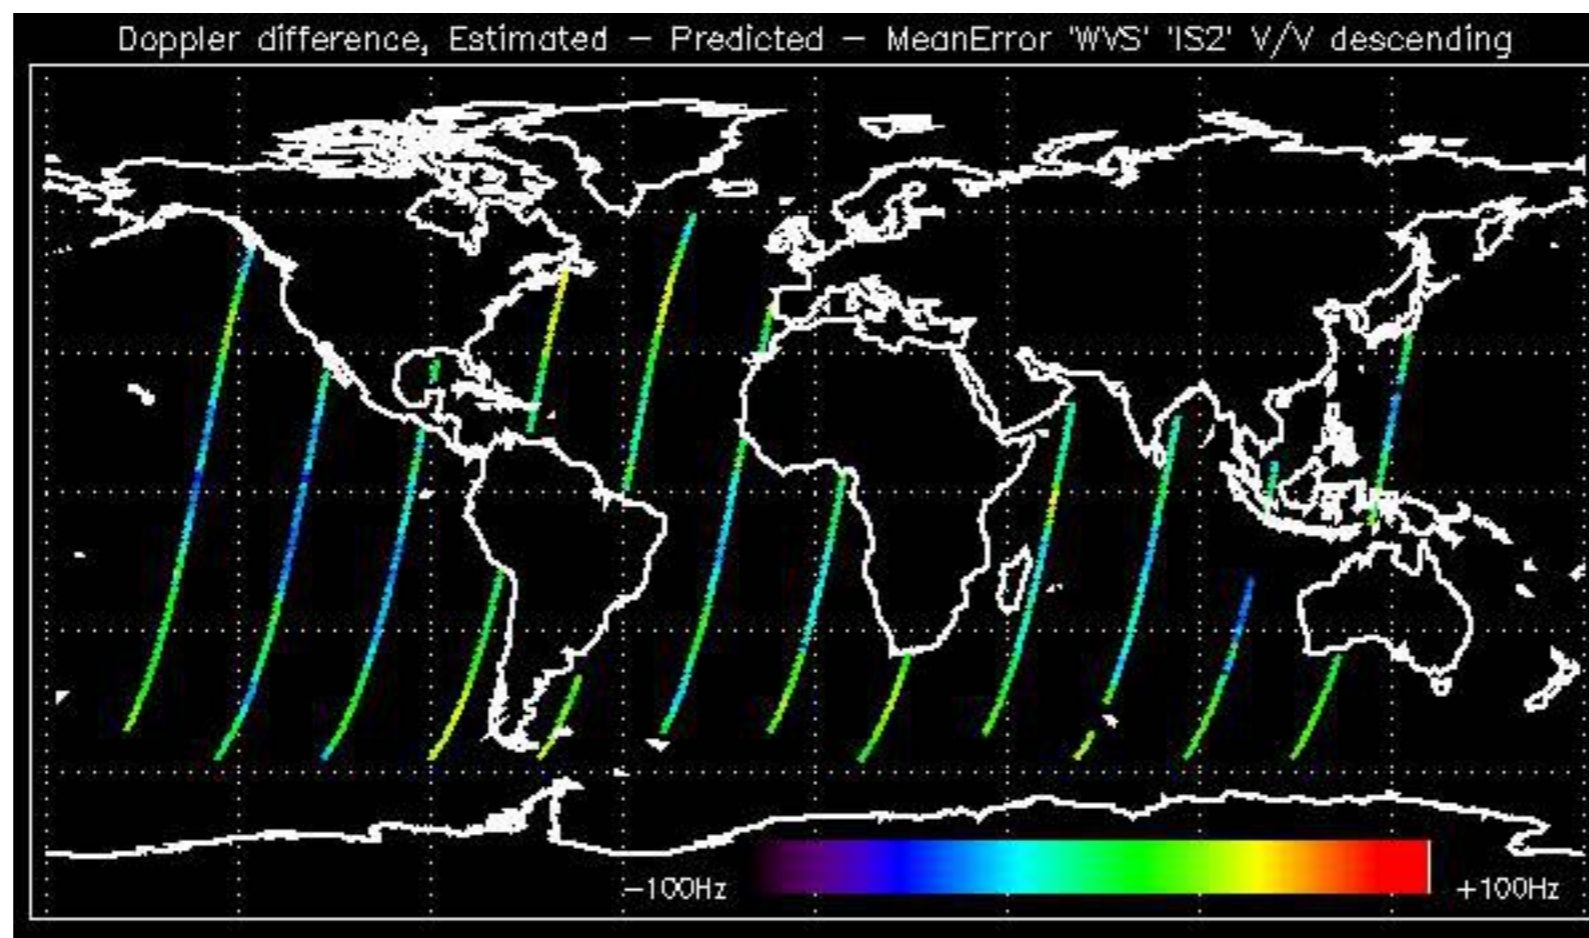 Doppler difference, Estimated – Predicted – MeanError 'WVS' 'IS2' V/V descending
-100Hz +100Hz